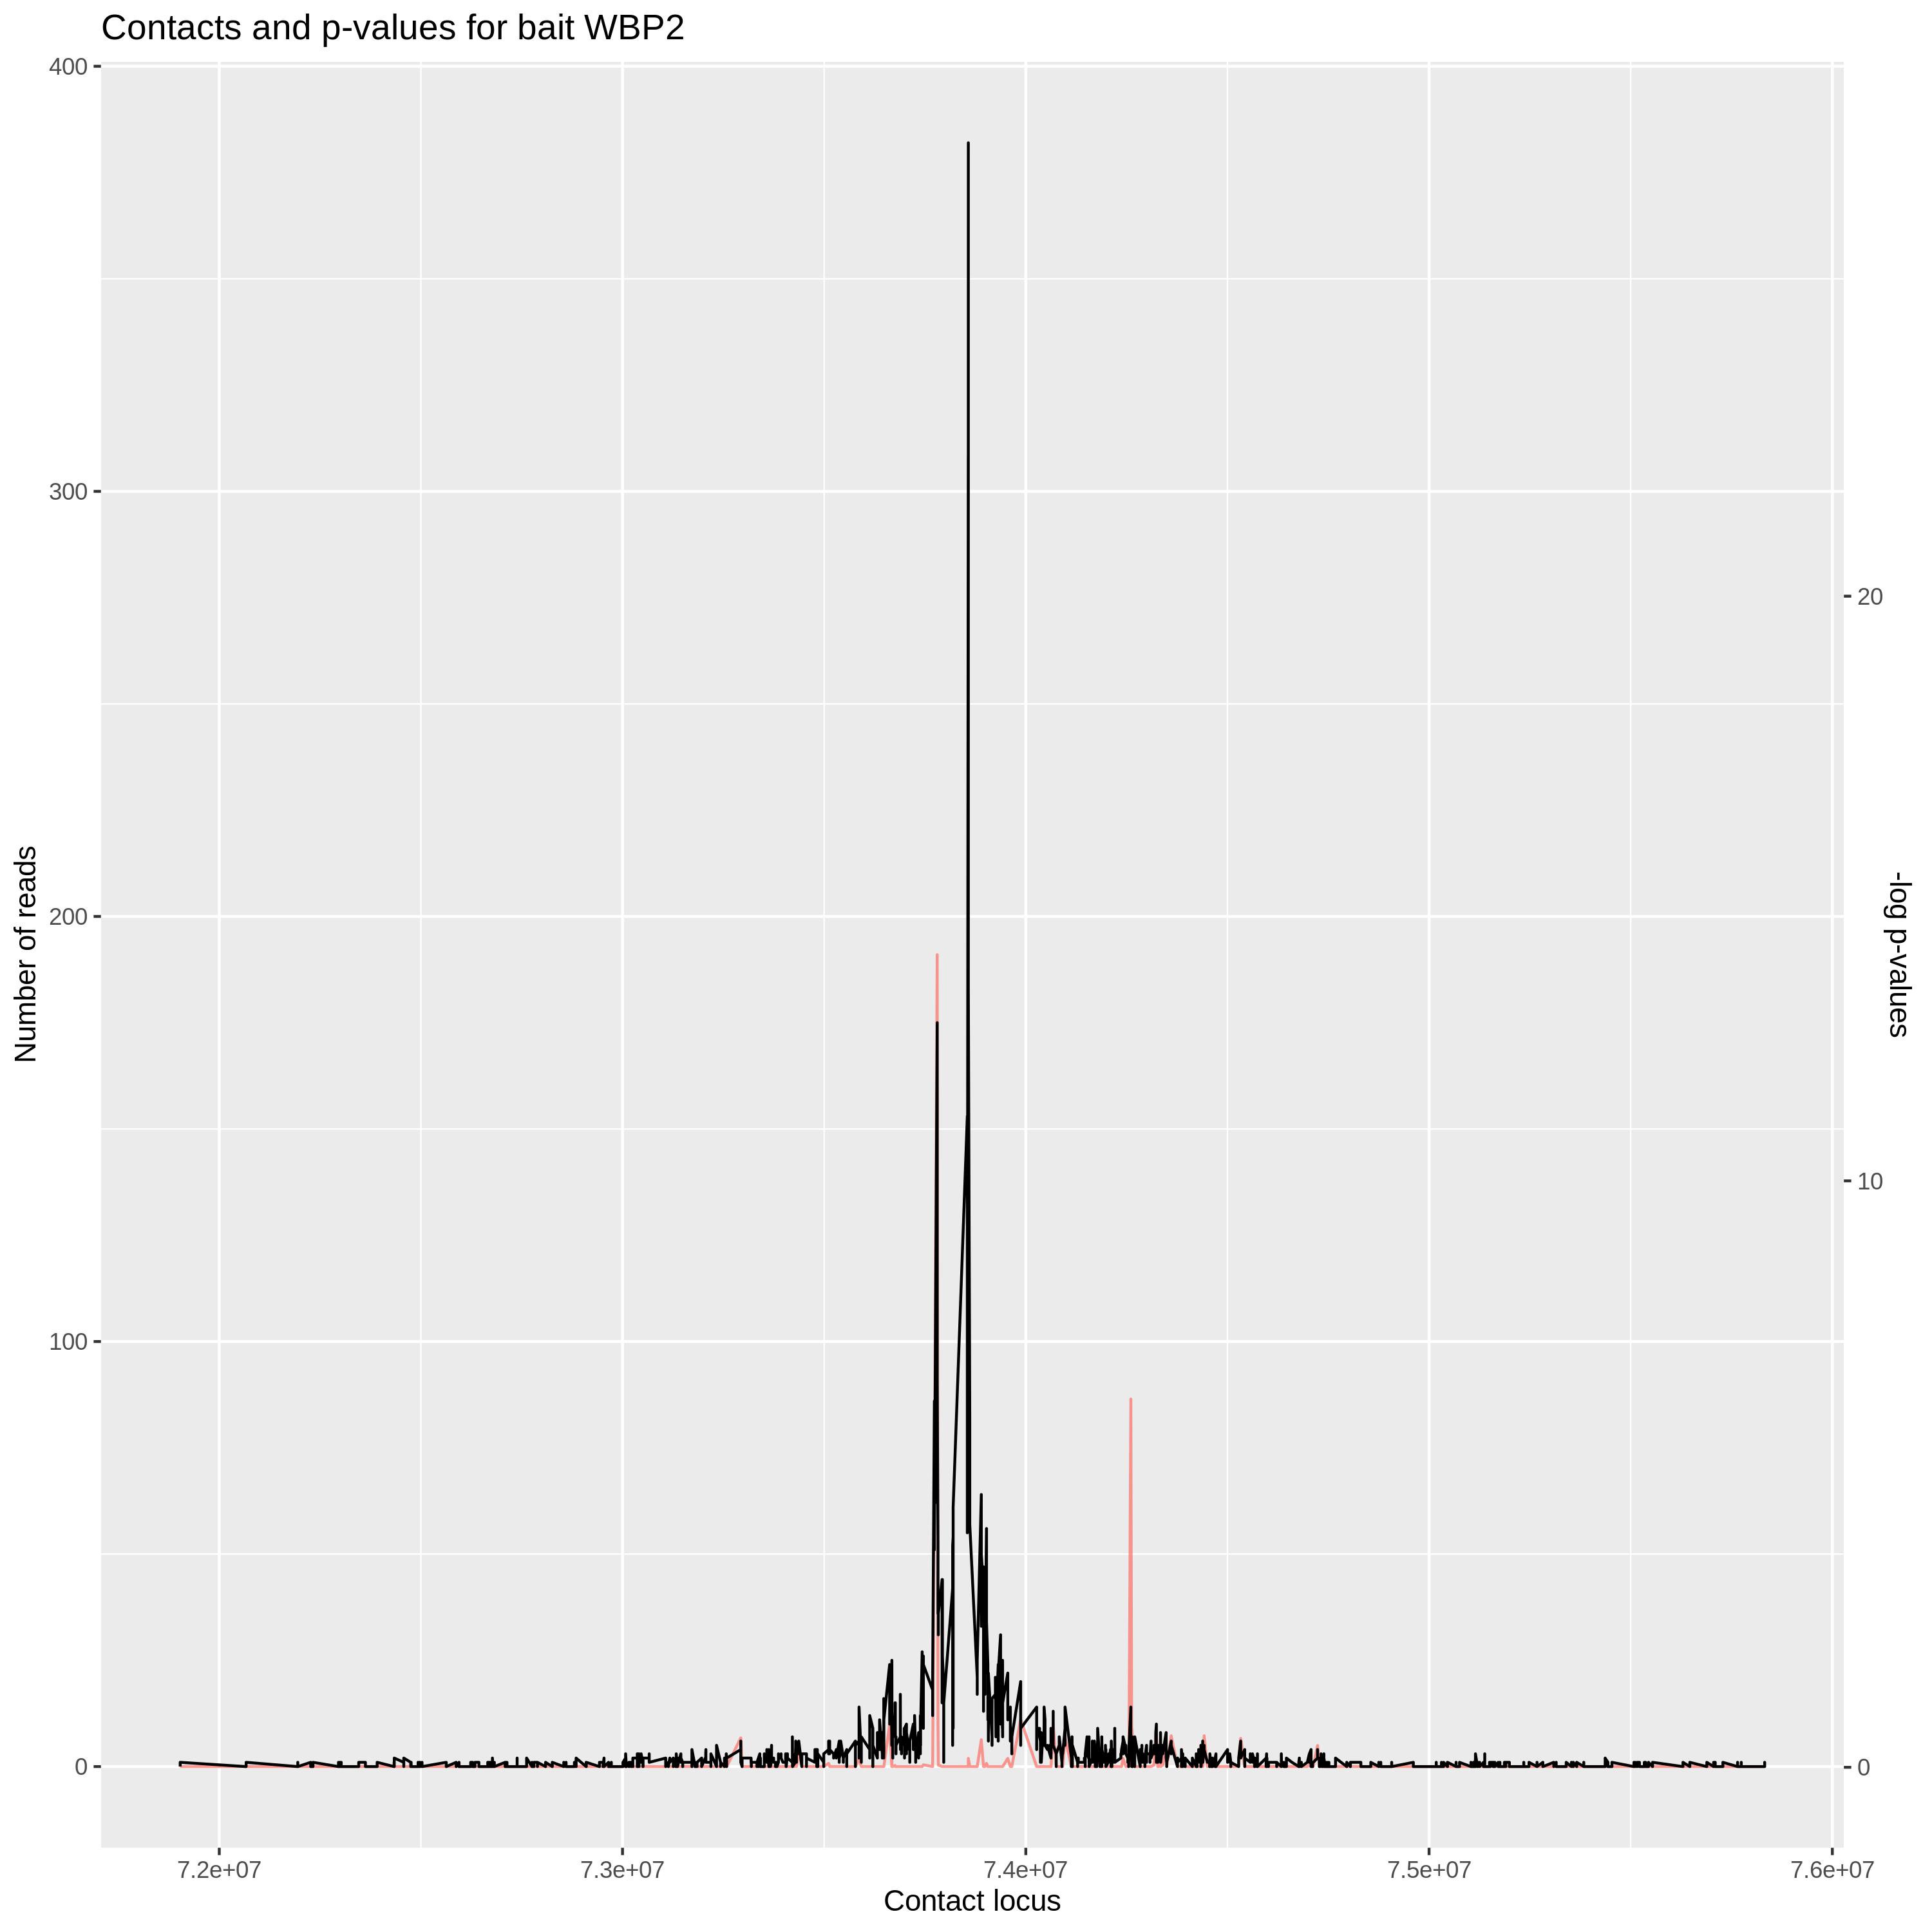 Contacts and p-values for bait WBP2
400
300
200
100
0
Number of reads
20
10
0
-log p-values
7.2e+07
7.3e+07
7.4e+07
7.5e+07
7.6e+07
Contact locus